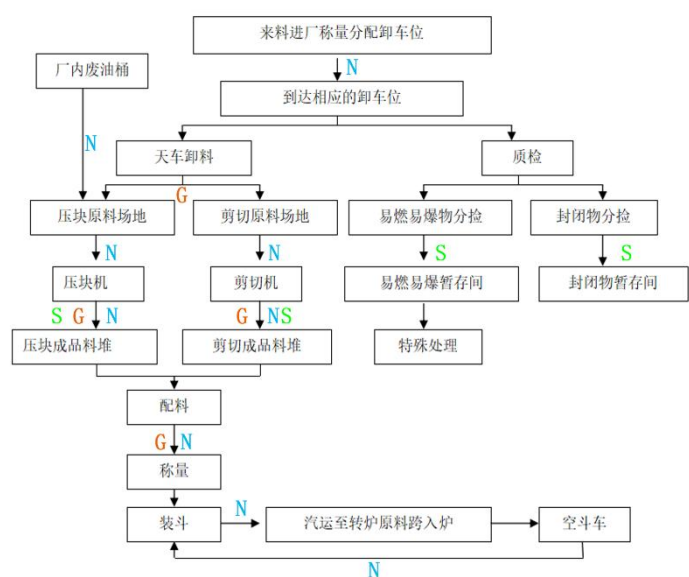 来料进厂称量分配卸车位
厂内废油桶
N
到达相应的卸车位
N
天车卸料
质检
G
压块原料场地
剪切原料场地
易燃易爆物分捡
封闭物分捡
N
N
S
S
压块机
剪切机
易燃易爆暂存间
封闭物暂存间
S G N
G NS
压块成品料堆
剪切成品料堆
特殊处理
配料
G N
称量
N
装斗
汽运至转炉原料跨入炉
空斗车
N